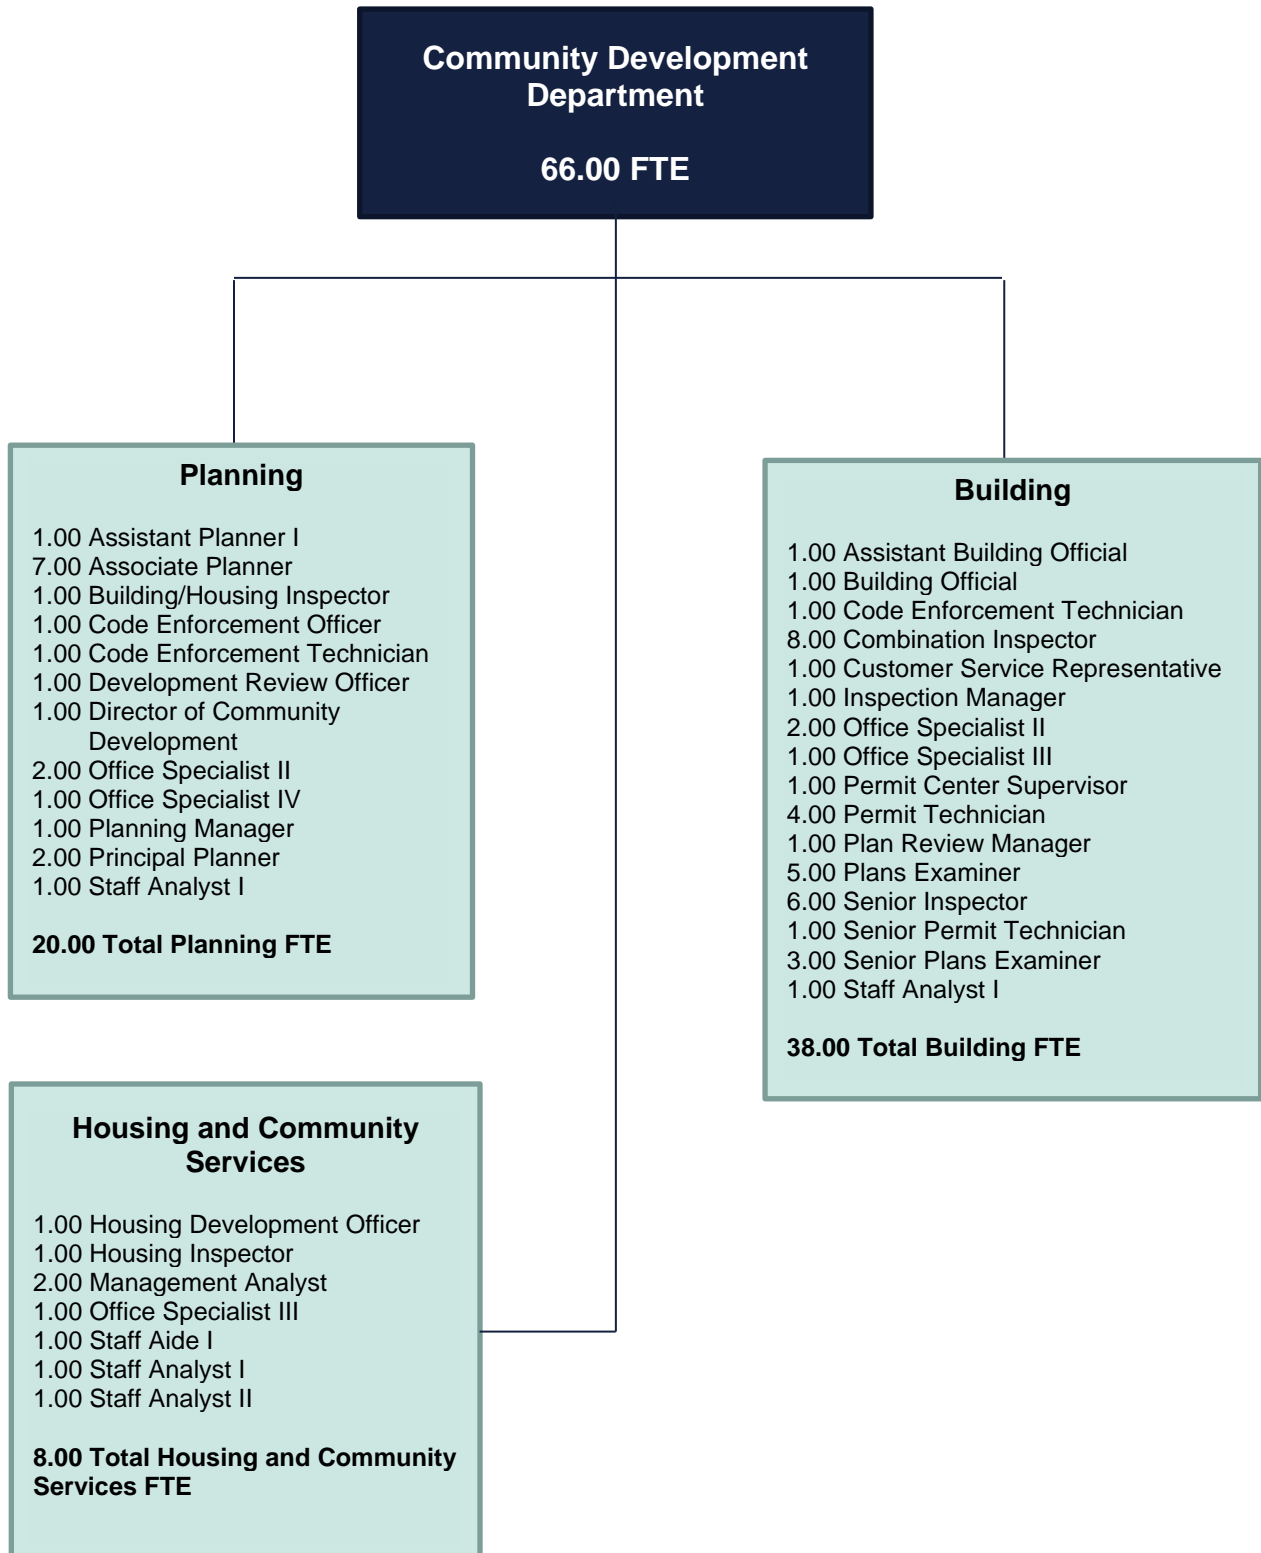 Community Development
Department
66.00 FTE
Planning
1.00 Assistant Planner I
7.00 Associate Planner
1.00 Building/Housing Inspector
1.00 Code Enforcement Officer
1.00 Code Enforcement Technician
1.00 Development Review Officer
1.00 Director of Community
Development
2.00 Office Specialist II
1.00 Office Specialist IV
1.00 Planning Manager
2.00 Principal Planner
1.00 Staff Analyst I
20.00 Total Planning FTE
Building
1.00 Assistant Building Official
1.00 Building Official
1.00 Code Enforcement Technician
8.00 Combination Inspector
1.00 Customer Service Representative
1.00 Inspection Manager
2.00 Office Specialist II
1.00 Office Specialist III
1.00 Permit Center Supervisor
4.00 Permit Technician
1.00 Plan Review Manager
5.00 Plans Examiner
6.00 Senior Inspector
1.00 Senior Permit Technician
3.00 Senior Plans Examiner
1.00 Staff Analyst I
38.00 Total Building FTE
Housing and Community
Services
1.00 Housing Development Officer
1.00 Housing Inspector
2.00 Management Analyst
1.00 Office Specialist III
1.00 Staff Aide I
1.00 Staff Analyst I
1.00 Staff Analyst II
8.00 Total Housing and Community
Services FTE